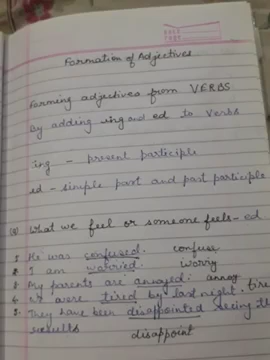 Formation of Adjectives
Forming adjectives from VERBS
By adding ing and ed to Verbs
ing - present participle
ed - simple past and past participle
What we feel or someone feels - ed
1. He was confused. confuse
2. I am worried. worry
3. My parents are annoyed. annoy
4. We were tired by last night. tire
5. They have been disappointed seeing the
results disappoint